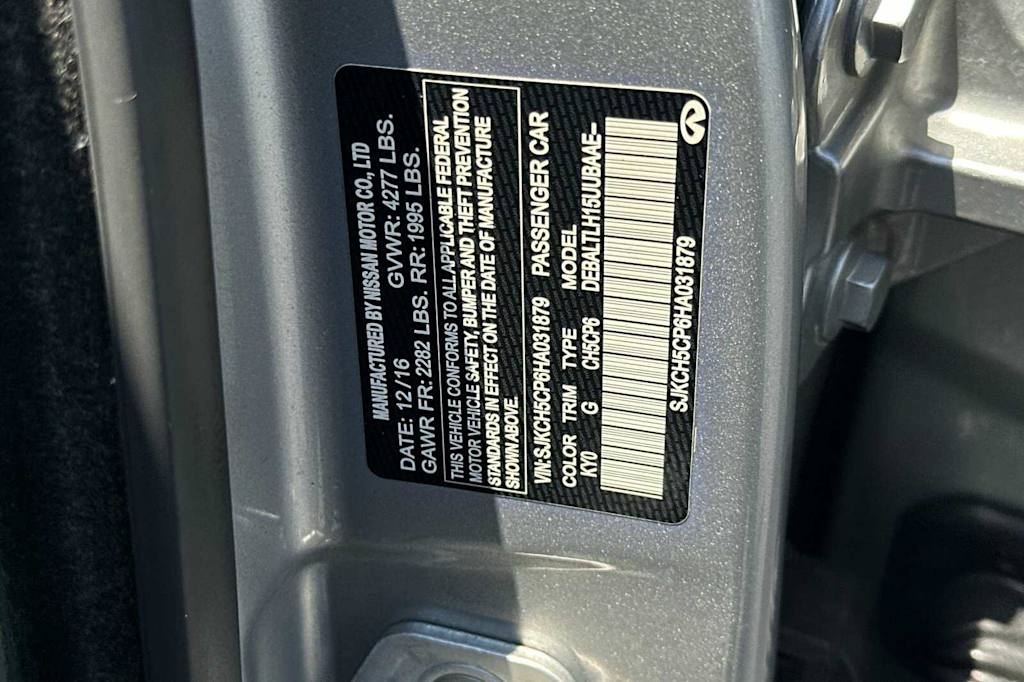 MANUFACTURED BY NISSAN MOTOR CO., LTD
DATE: 12/16 GVWR: 4277 LBS.
GAWR FR: 2282 LBS. RR: 1995 LBS.
THIS VEHICLE CONFORMS TO ALL APPLICABLE FEDERAL
MOTOR VEHICLE SAFETY, BUMPER AND THEFT PREVENTION
STANDARDS IN EFFECT ON THE DATE OF MANUFACTURE
SHOWN ABOVE.
VIN:SJKCH5CP6HA031879 PASSENGER CAR
COLOR TRIM TYPE MODEL
KY0 G CH5CP6 DEBALTLH15UUBAAE--
SJKCH5CP6HA031879